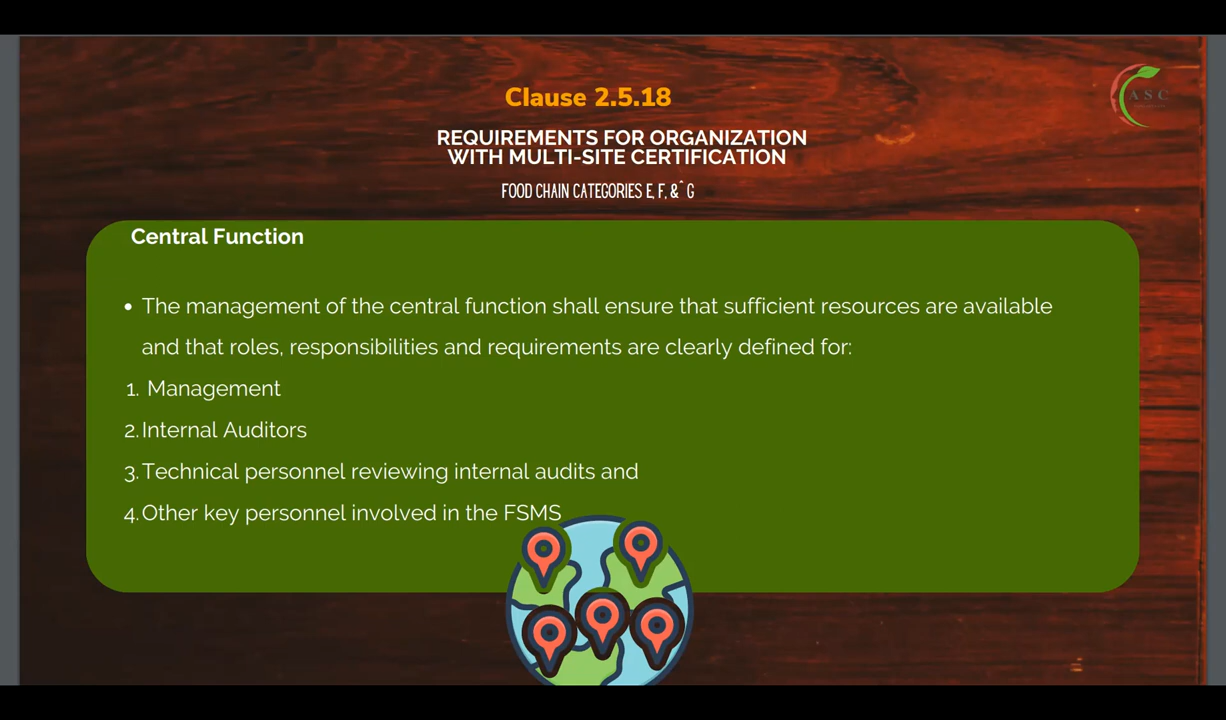 Clause 2.5.18
ASC
REQUIREMENTS FOR ORGANIZATION
WITH MULTI-SITE CERTIFICATION
FOOD CHAIN CATEGORIES E, F, &^ G
Central Function
• The management of the central function shall ensure that sufficient resources are available
and that roles, responsibilities and requirements are clearly defined for:
1. Management
2. Internal Auditors
3. Technical personnel reviewing internal audits and
4. Other key personnel involved in the FSMS